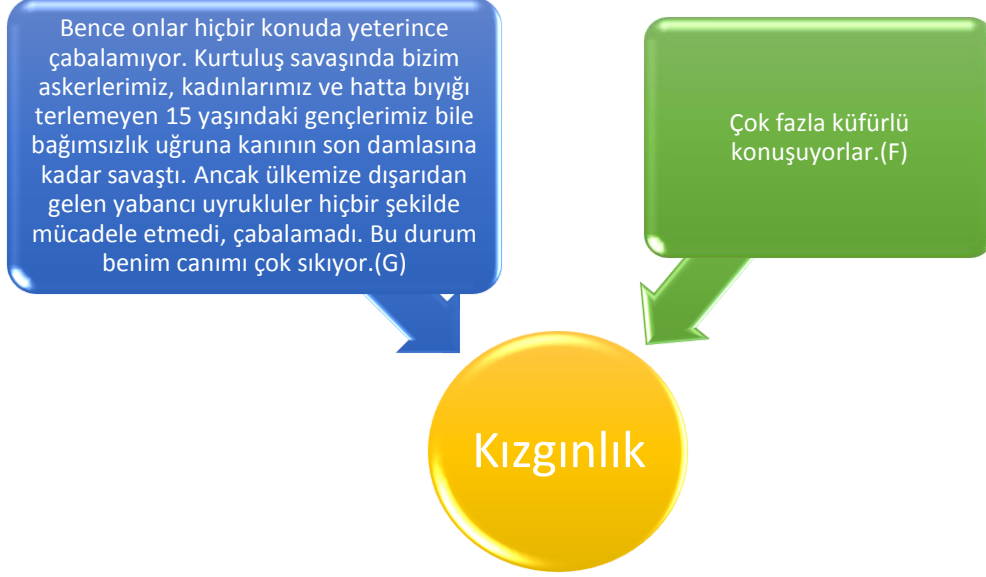 Bence onlar hiçbir konuda yeterince
çabalamıyor. Kurtuluş savaşında bizim
askerlerimiz, kadınlarımız ve hatta bıyığı
terlemeyen 15 yaşındaki gençlerimiz bile
bağımsızlık uğruna kanının son damlasına
kadar savaştı. Ancak ülkemize dışarıdan
gelen yabancı uyrukluler hiçbir şekilde
mücadele etmedi, çabalamadı. Bu durum
benim canımı çok sıkıyor.(G)
Çok fazla küfürlü
konuşuyorlar.(F)
Kızgınlık